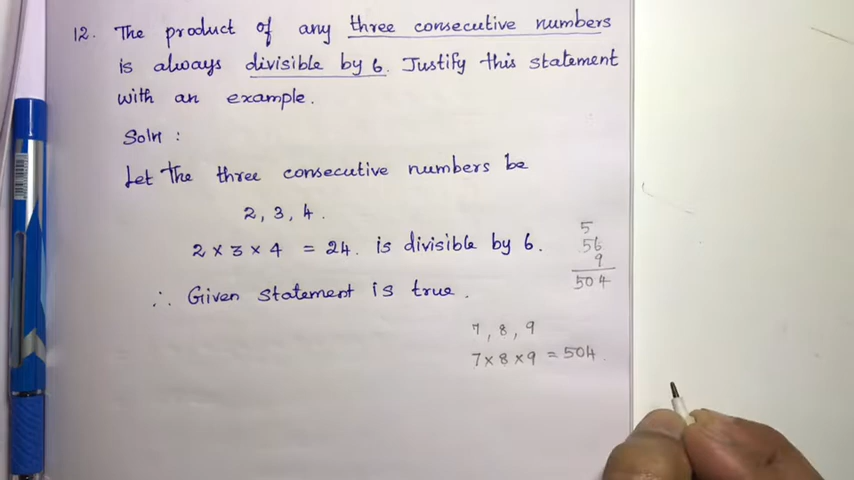 12. The product of any three consecutive numbers
is always divisible by 6. Justify this statement
with an example.
Soln :
Let the three consecutive numbers be
2, 3, 4.
2 × 3 × 4 = 24. is divisible by 6.
∴ Given statement is true.
5
56
9
504
7, 8, 9
7×8×9 = 504.